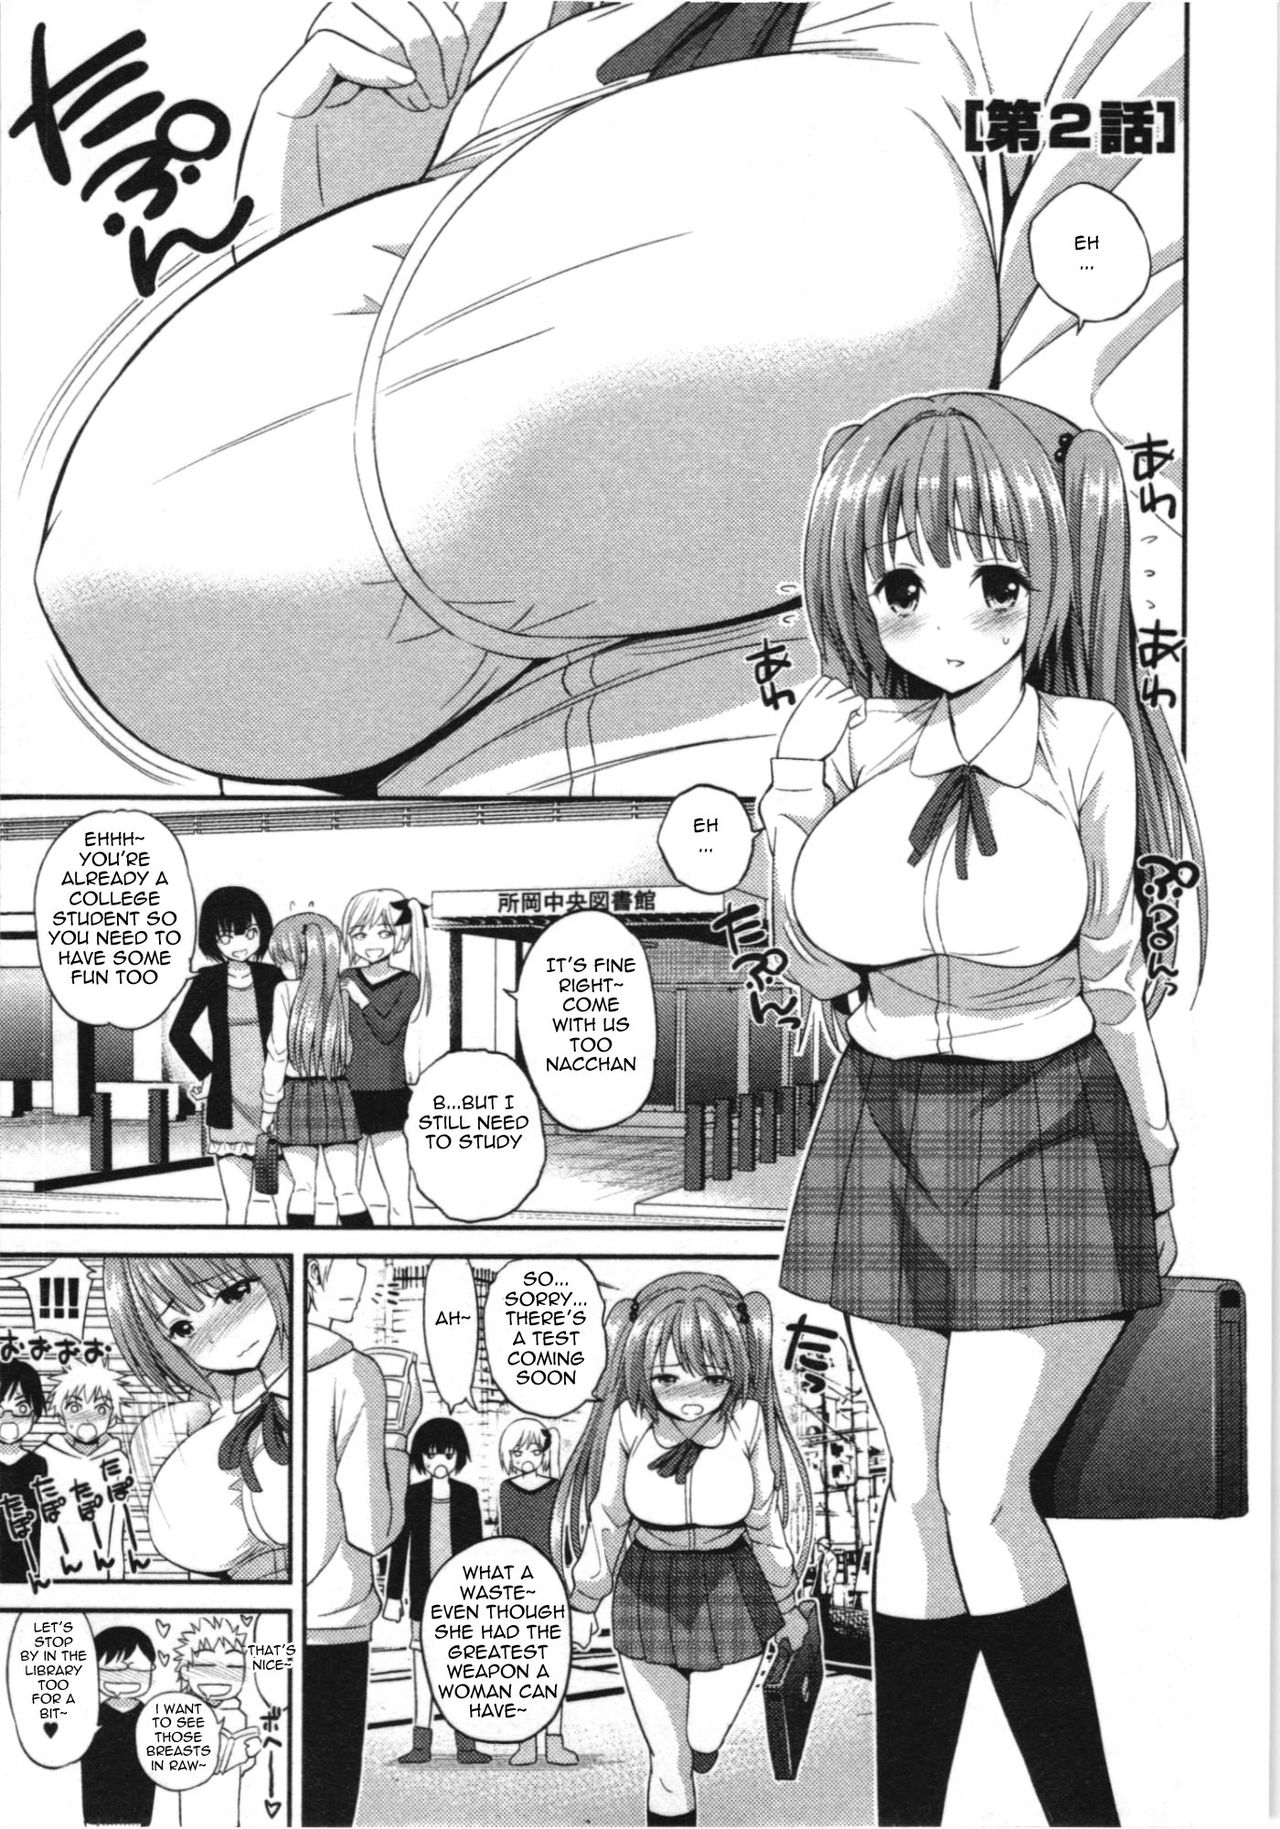 [第2話]
たぷぷん
EH
...
あわ
あわ
あわ
EH
...
ぷるんっ
たぷんっ
EHHH~
YOU'RE
ALREADY A
COLLEGE
STUDENT SO
YOU NEED TO
HAVE SOME
FUN TOO
所岡中央図書館
IT'S FINE
RIGHT~
COME
WITH US
TOO
NACCHAN
B...BUT I
STILL NEED
TO STUDY
SO...
SORRY...
THERE'S
A TEST
COMING
SOON
AH~
たっ
WHAT A
WASTE~
EVEN THOUGH
SHE HAD THE
GREATEST
WEAPON A
WOMAN CAN
HAVE~
!!!
おおおお
たぽーん
たぽーん
たぽーん
THAT'S
NICE~
I WANT
TO SEE
THOSE
BREASTS
IN RAW~
LET'S
STOP
BY IN THE
LIBRARY
TOO
FOR A
BIT~
♥
ボヘー♡